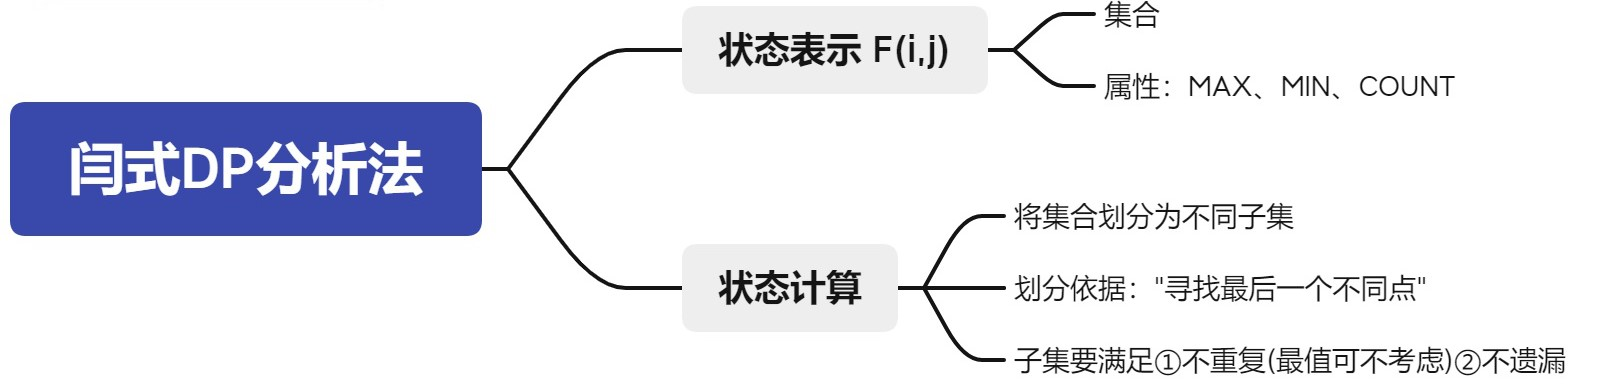 闫式DP分析法
状态表示 F(i,j)
集合
属性：MAX、MIN、COUNT
状态计算
将集合划分为不同子集
划分依据："寻找最后一个不同点"
子集要满足①不重复(最值可不考虑)②不遗漏